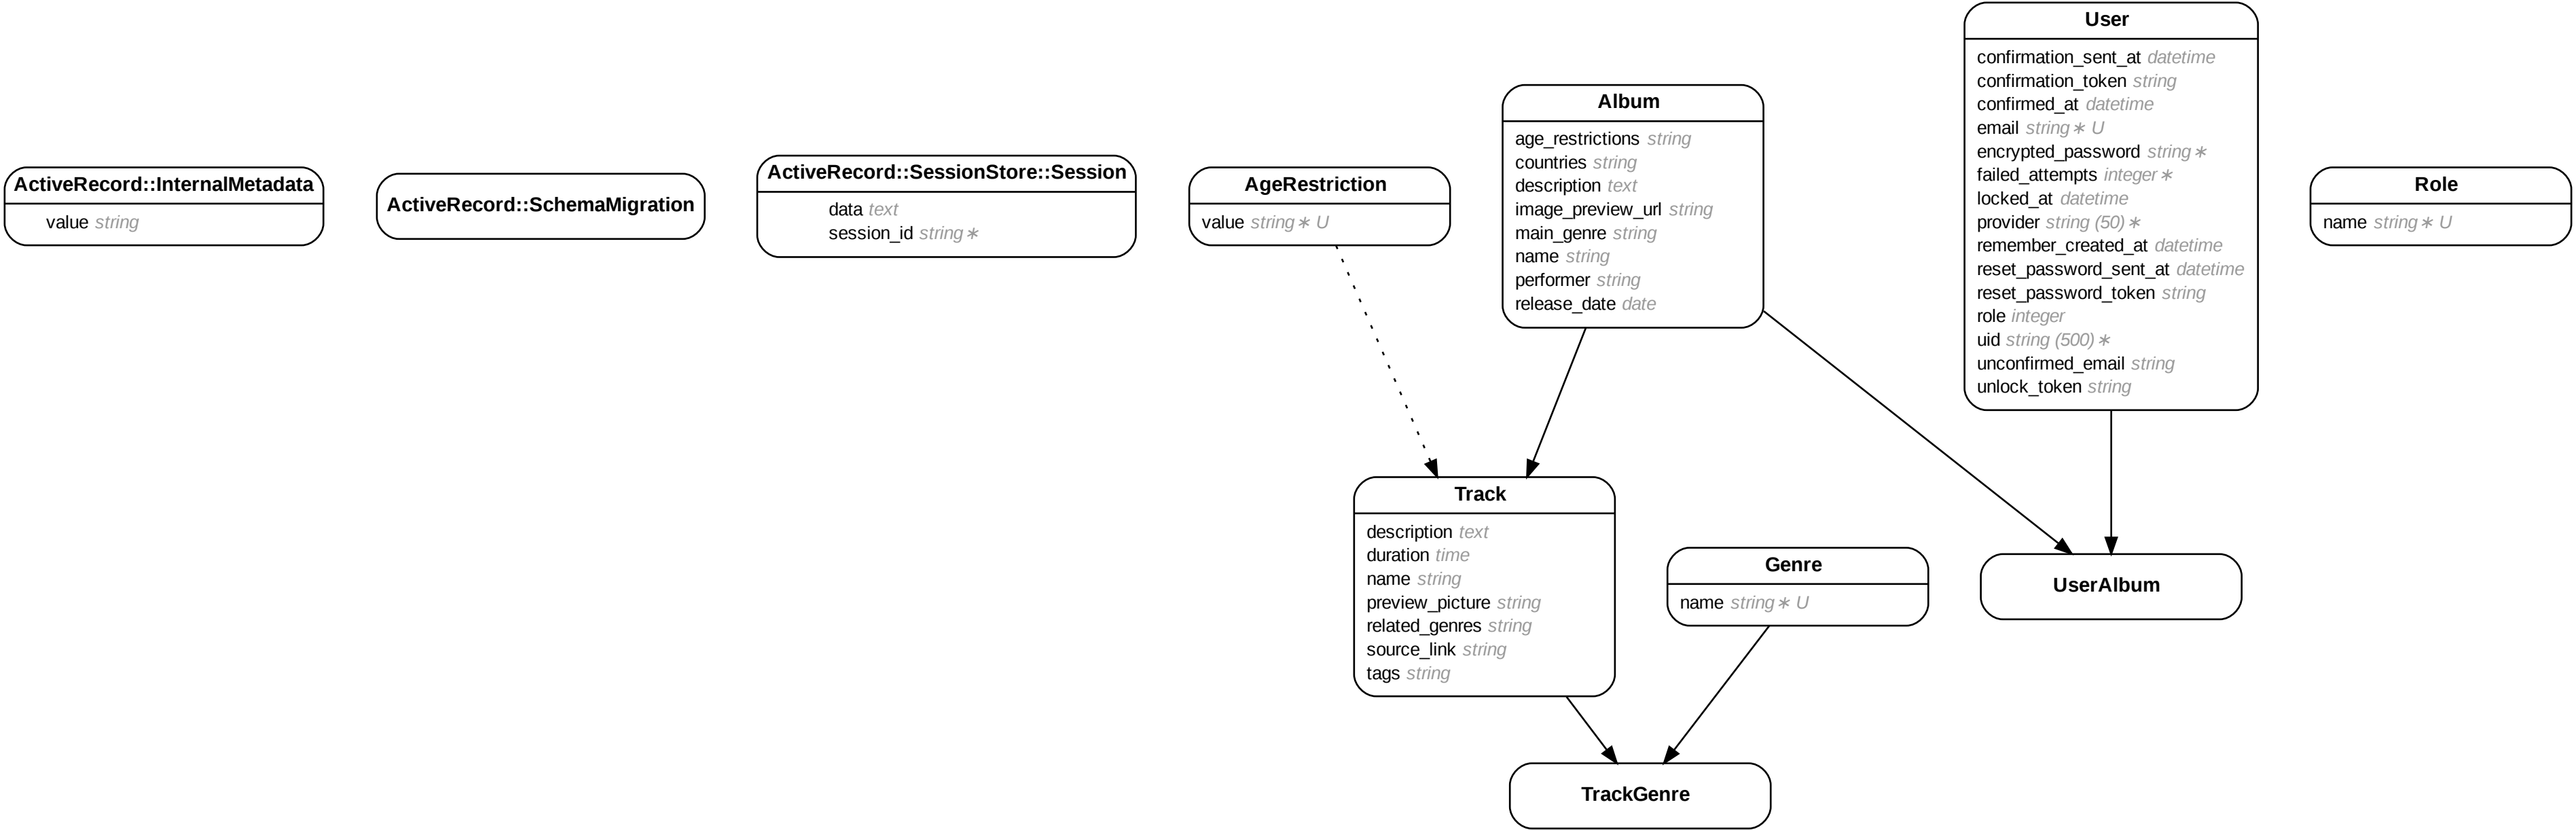 ActiveRecord::InternalMetadata
value string
ActiveRecord::SchemaMigration
ActiveRecord::SessionStore::Session
data text
session_id string∗
AgeRestriction
value string∗ U
Album
age_restrictions string
countries string
description text
image_preview_url string
main_genre string
name string
performer string
release_date date
User
confirmation_sent_at datetime
confirmation_token string
confirmed_at datetime
email string∗ U
encrypted_password string∗
failed_attempts integer∗
locked_at datetime
provider string (50)∗
remember_created_at datetime
reset_password_sent_at datetime
reset_password_token string
role integer
uid string (500)∗
unconfirmed_email string
unlock_token string
Role
name string∗ U
Track
description text
duration time
name string
preview_picture string
related_genres string
source_link string
tags string
Genre
name string∗ U
UserAlbum
TrackGenre